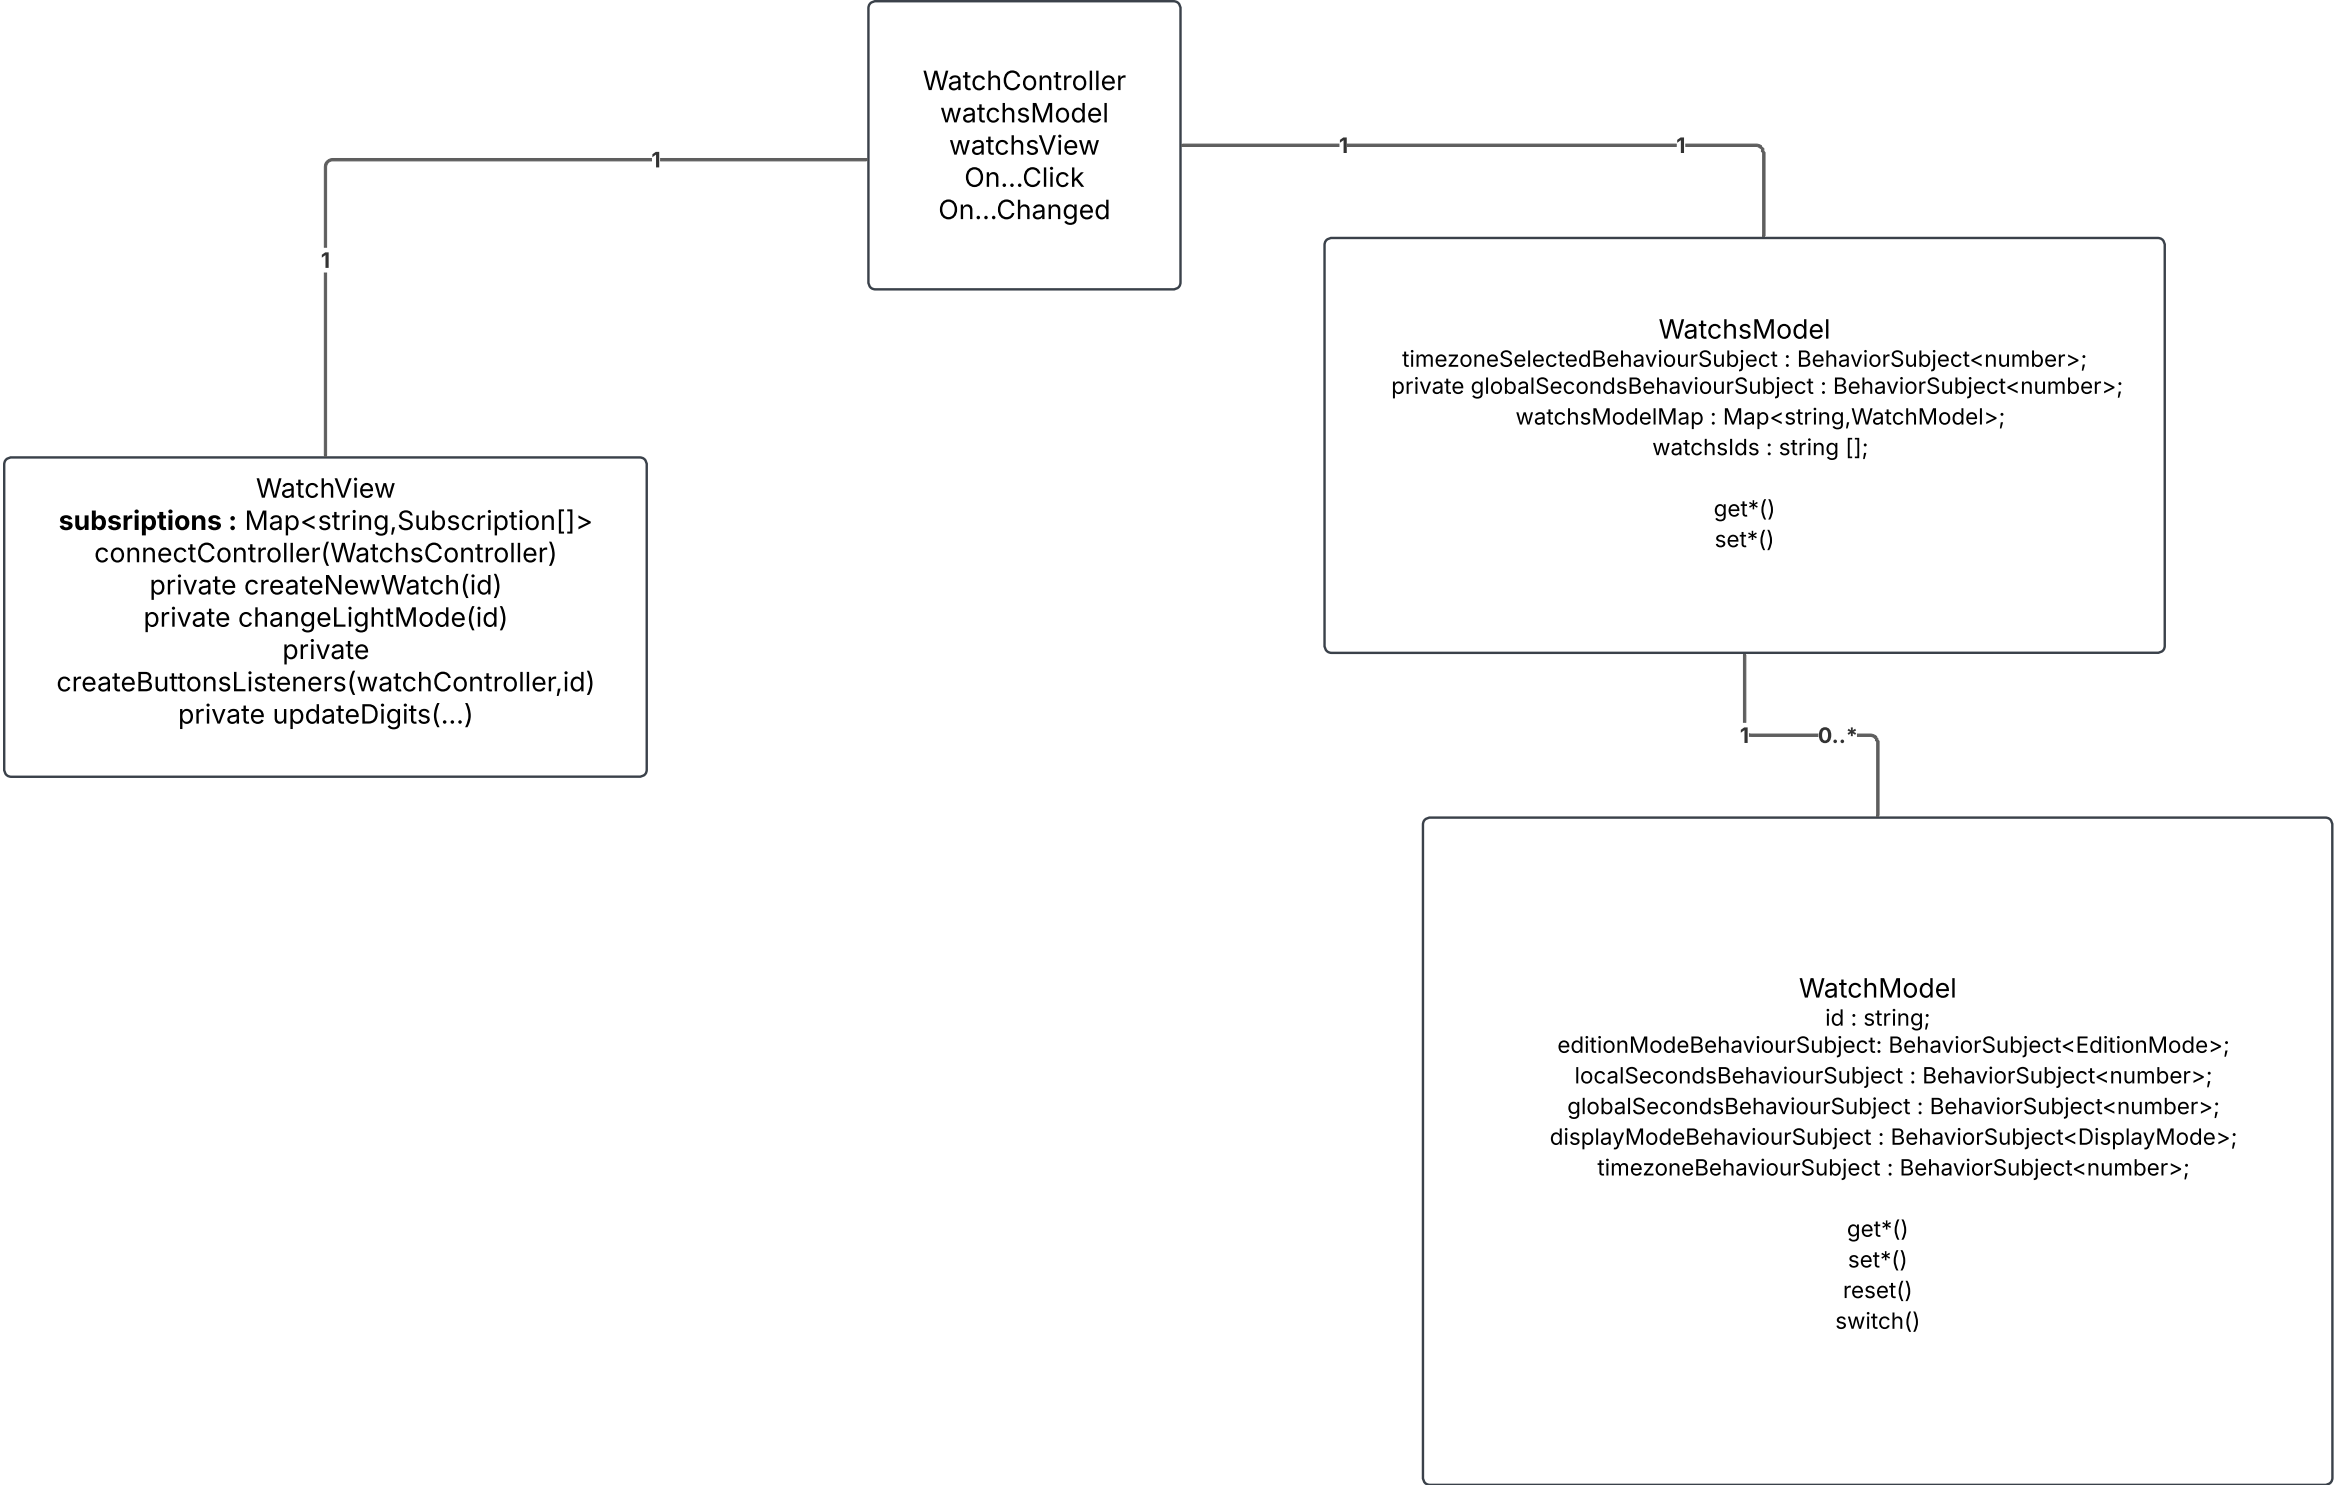 WatchController
watchsModel
watchsView
On...Click
On...Changed
1
1
1
1
WatchsModel
timezoneSelectedBehaviourSubject : BehaviorSubject<number>;
private globalSecondsBehaviourSubject : BehaviorSubject<number>;
watchsModelMap : Map<string,WatchModel>;
watchsIds : string [];
get*()
set*()
WatchView
subsriptions : Map<string,Subscription[]>
connectController(WatchsController)
private createNewWatch(id)
private changeLightMode(id)
private
createButtonsListeners(watchController,id)
private updateDigits(...)
1
0..*
WatchModel
id : string;
editionModeBehaviourSubject: BehaviorSubject<EditionMode>;
localSecondsBehaviourSubject : BehaviorSubject<number>;
globalSecondsBehaviourSubject : BehaviorSubject<number>;
displayModeBehaviourSubject : BehaviorSubject<DisplayMode>;
timezoneBehaviourSubject : BehaviorSubject<number>;
get*()
set*()
reset()
switch()